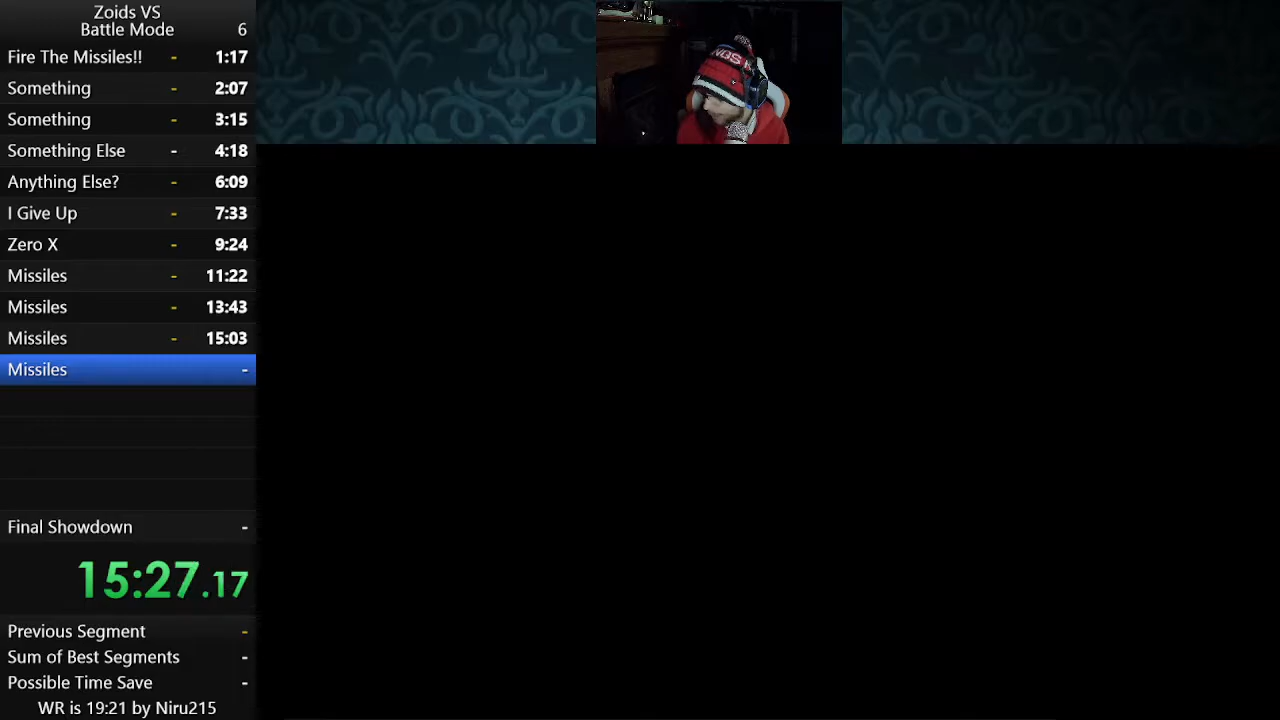 Zoids VS
Battle Mode 6
Fire The Missiles!! - 1:17
Something - 2:07
Something - 3:15
Something Else - 4:18
Anything Else? - 6:09
I Give Up - 7:33
Zero X - 9:24
Missiles - 11:22
Missiles - 13:43
Missiles - 15:03
Missiles -
Final Showdown -
15:27.17
Previous Segment -
Sum of Best Segments -
Possible Time Save -
WR is 19:21 by Niru215